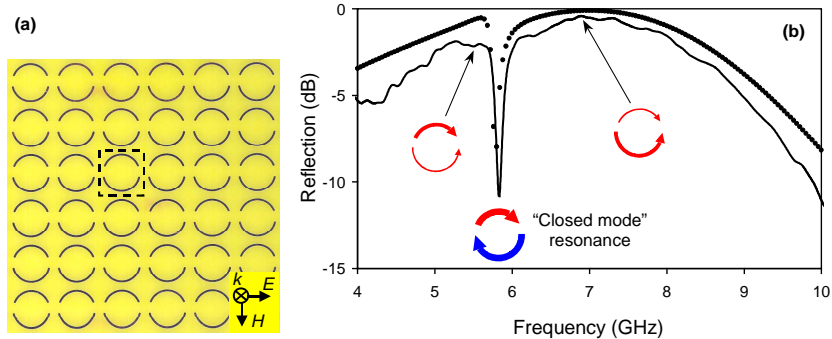 (a)
k
E
H
(b)
Reflection (dB)
0
-5
-10
-15
"Closed mode"
resonance
4
5
6
7
8
9
10
Frequency (GHz)